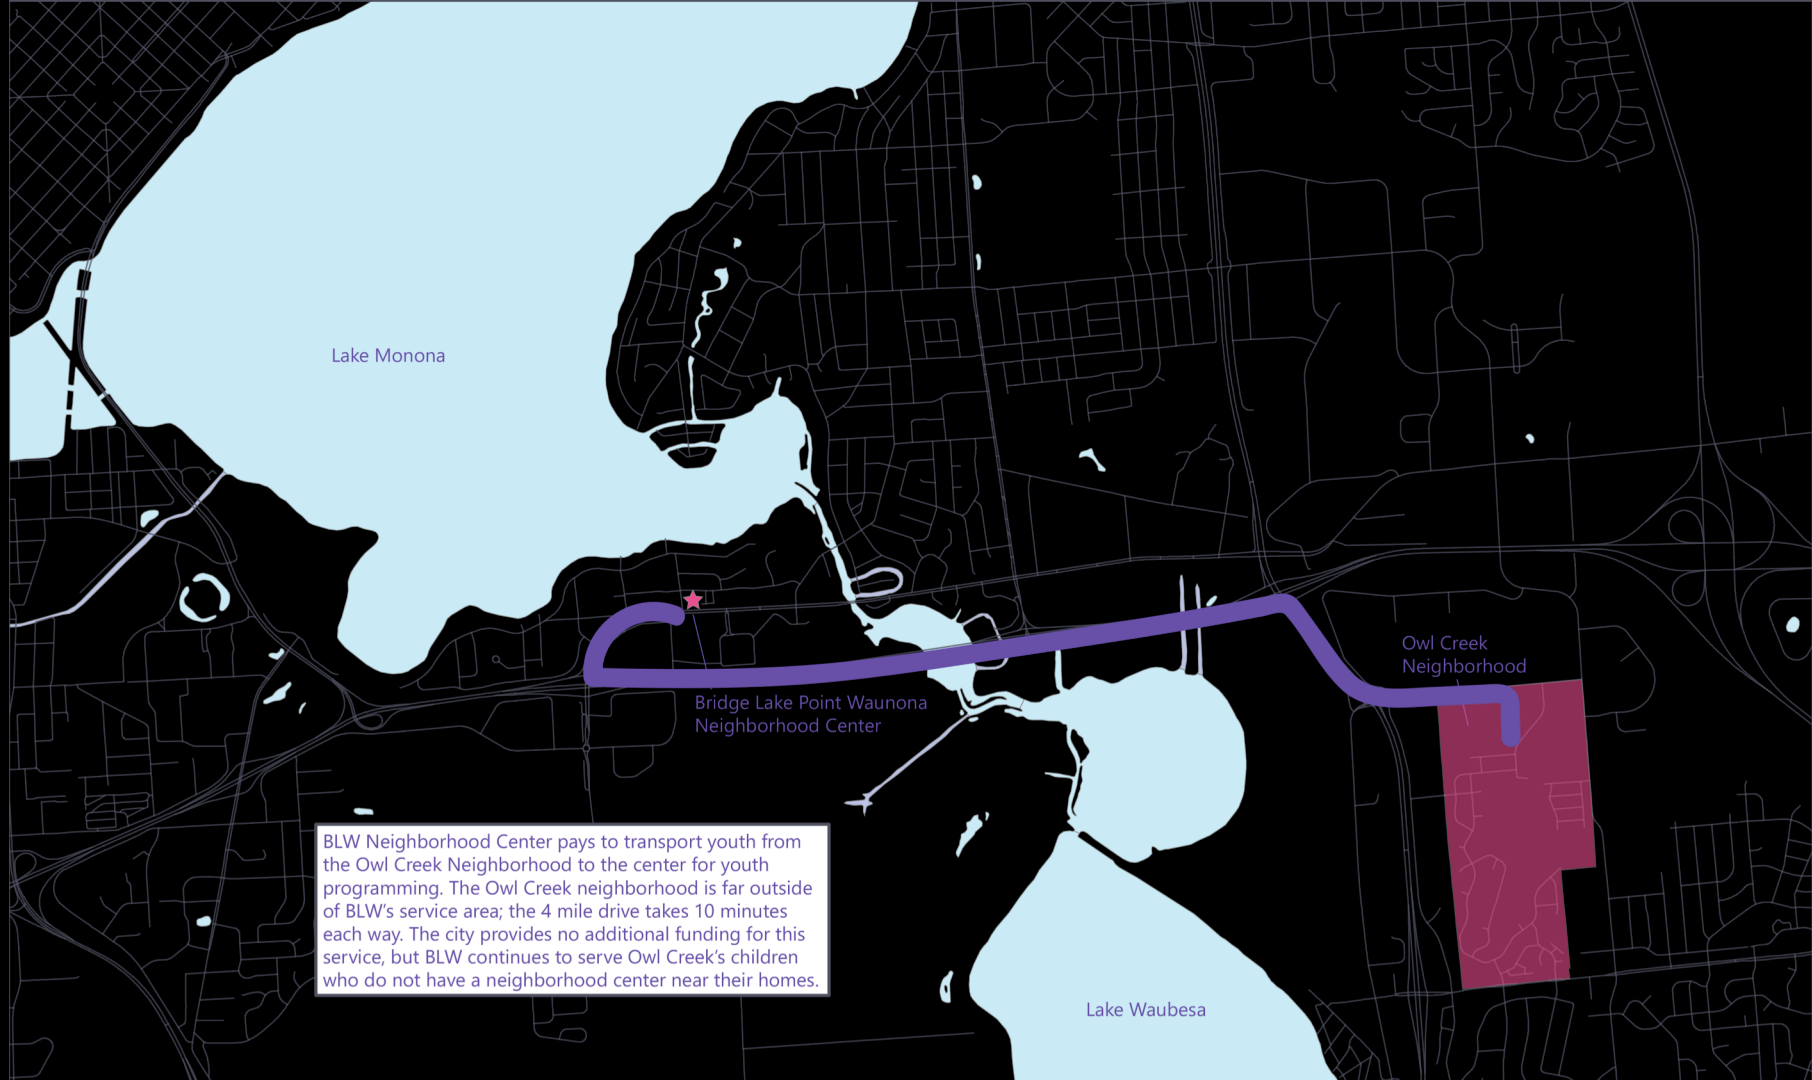 Lake Monona
Owl Creek
Neighborhood
Bridge Lake Point Waunona
Neighborhood Center
BLW Neighborhood Center pays to transport youth from
the Owl Creek Neighborhood to the center for youth
programming. The Owl Creek neighborhood is far outside
of BLW's service area; the 4 mile drive takes 10 minutes
each way. The city provides no additional funding for this
service, but BLW continues to serve Owl Creek's children
who do not have a neighborhood center near their homes.
Lake Waubesa